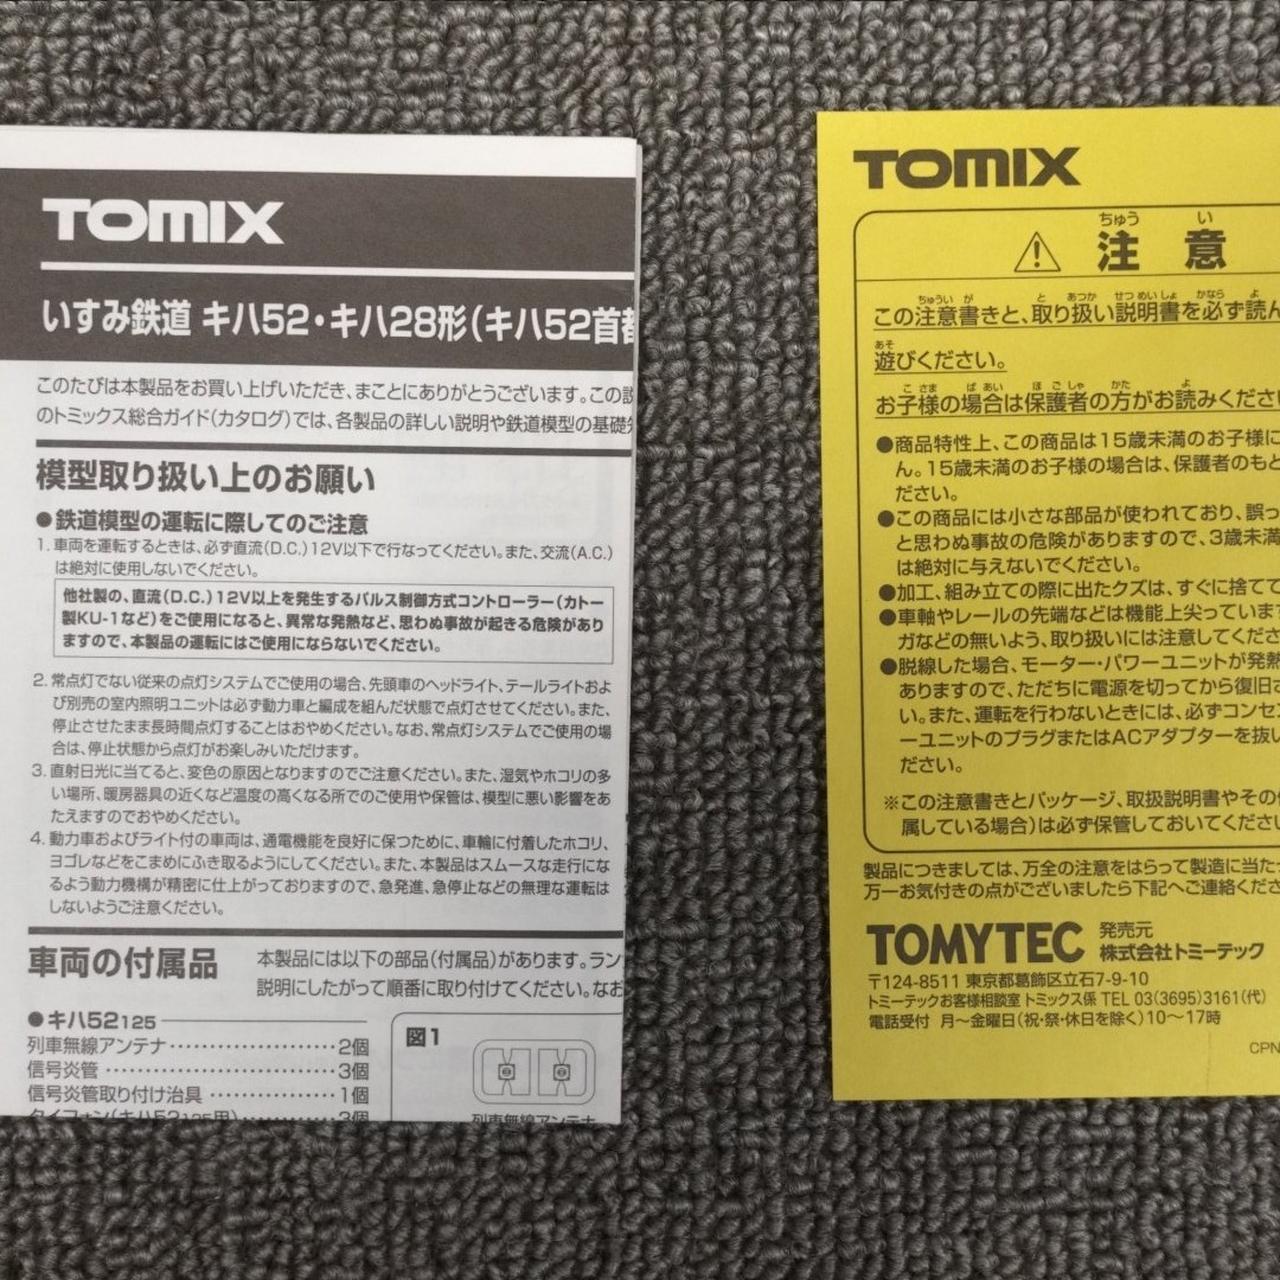 TOMIX
いすみ鉄道 キハ52・キハ28形(キハ52首都
このたびは本製品をお買い上げいただき、まことにありがとうございます。この説
のトミックス総合ガイド(カタログ)では、各製品の詳しい説明や鉄道模型の基礎
模型取り扱い上のお願い
●鉄道模型の運転に際してのご注意
1. 車両を運転するときは、必ず直流(D.C.)12V以下で行なってください。また、交流(A.C.)
は絶対に使用しないでください。
他社製の、直流(D.C.)12V以上を発生するパルス制御方式コントローラー(カトー
製KU-1など)をご使用になると、異常な発熱など、思わぬ事故が起きる危険があり
ますので、本製品の運転にはご使用にならないでください。
2. 常点灯でない従来の点灯システムでご使用の場合、先頭車のヘッドライト、テールライトおよ
び別売の室内照明ユニットは必ず動力車と編成を組んだ状態で点灯させてください。また、
停止させたまま長時間点灯することはおやめください。なお、常点灯システムでご使用の場
合は、停止状態から点灯がお楽しみいただけます。
3. 直射日光に当てると、変色の原因となりますのでご注意ください。また、湿気やホコリの多
い場所、暖房器具の近くなど温度の高くなる所でのご使用や保管は、模型に悪い影響をあ
たえますのでおやめください。
4. 動力車およびライト付の車両は、通電機能を良好に保つために、車輪に付着したホコリ、
ヨゴレなどをこまめにふき取るようにしてください。また、本製品はスムースな走行にな
るよう動力機構が精密に仕上がっておりますので、急発進、急停止などの無理な運転は
しないようご注意ください。
車両の付属品
本製品には以下の部品(付属品)があります。ラン
説明にしたがって順番に取り付けてください。なお
●キハ52 125
列車無線アンテナ・・・・・・・・・・・・・・・・・・・・2個
信号炎管・・・・・・・・・・・・・・・・・・・・・・・・・・・・3個
信号炎管取り付け治具・・・・・・・・・・・・・・・1個
タイフォン(キハ52 125用)・・・・・・・・・・・3個
図1
列車無線アンテナ
TOMIX
ちゅう い
注意
ちゅうい が と あつか せつ めいしょ かなら よ
この注意書きと、取り扱い説明書を必ず読ん
あそ
遊びください。
こ さま ば あい ほ ご しゃ かた よ
お子様の場合は保護者の方がお読みくださ
●商品特性上、この商品は15歳未満のお子様に
ん。15歳未満のお子様の場合は、保護者のもと
ださい。
●この商品には小さな部品が使われており、誤っ
と思わぬ事故の危険がありますので、3歳未満
は絶対に与えないでください。
●加工、組み立ての際に出たクズは、すぐに捨てて
●車軸やレールの先端などは機能上尖っていま
ガなどの無いよう、取り扱いには注意してくださ
●脱線した場合、モーター・パワーユニットが発熱
ありますので、ただちに電源を切ってから復旧
い。また、運転を行わないときには、必ずコンセ
ーユニットのプラグまたはACアダプターを抜い
ださい。
※この注意書きとパッケージ、取扱説明書やその
属している場合)は必ず保管しておいてくださ
製品につきましては、万全の注意をはらって製造に当た
万一お気付きの点がございましたら下記へご連絡くださ
TOMYTEC 発売元
株式会社トミーテック
〒124-8511 東京都葛飾区立石7-9-10
トミーテックお客様相談室 トミックス係 TEL 03(3695)3161(代)
電話受付 月〜金曜日(祝・祭・休日を除く)10〜17時
CPN